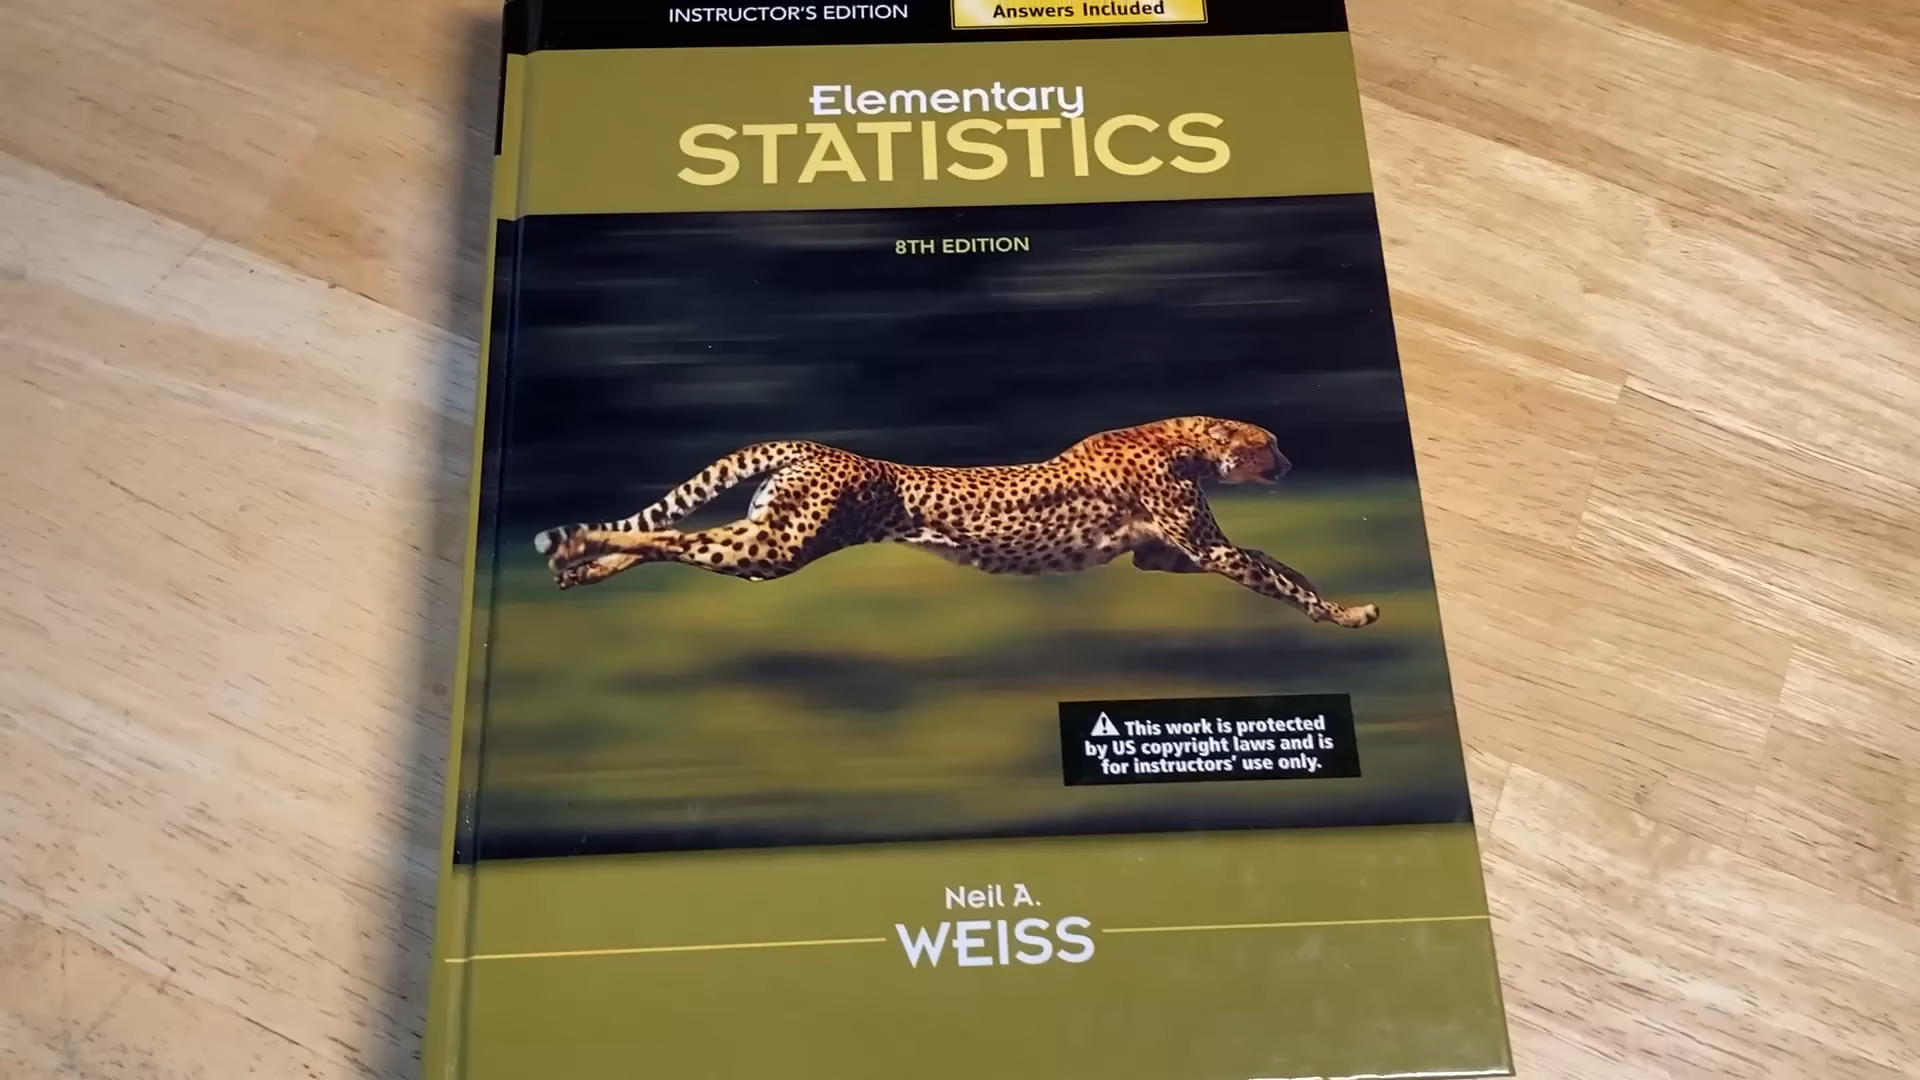 INSTRUCTOR'S EDITION
Answers Included
Elementary
STATISTICS
8TH EDITION
This work is protected
by US copyright laws and is
for instructors' use only.
Neil A.
WEISS